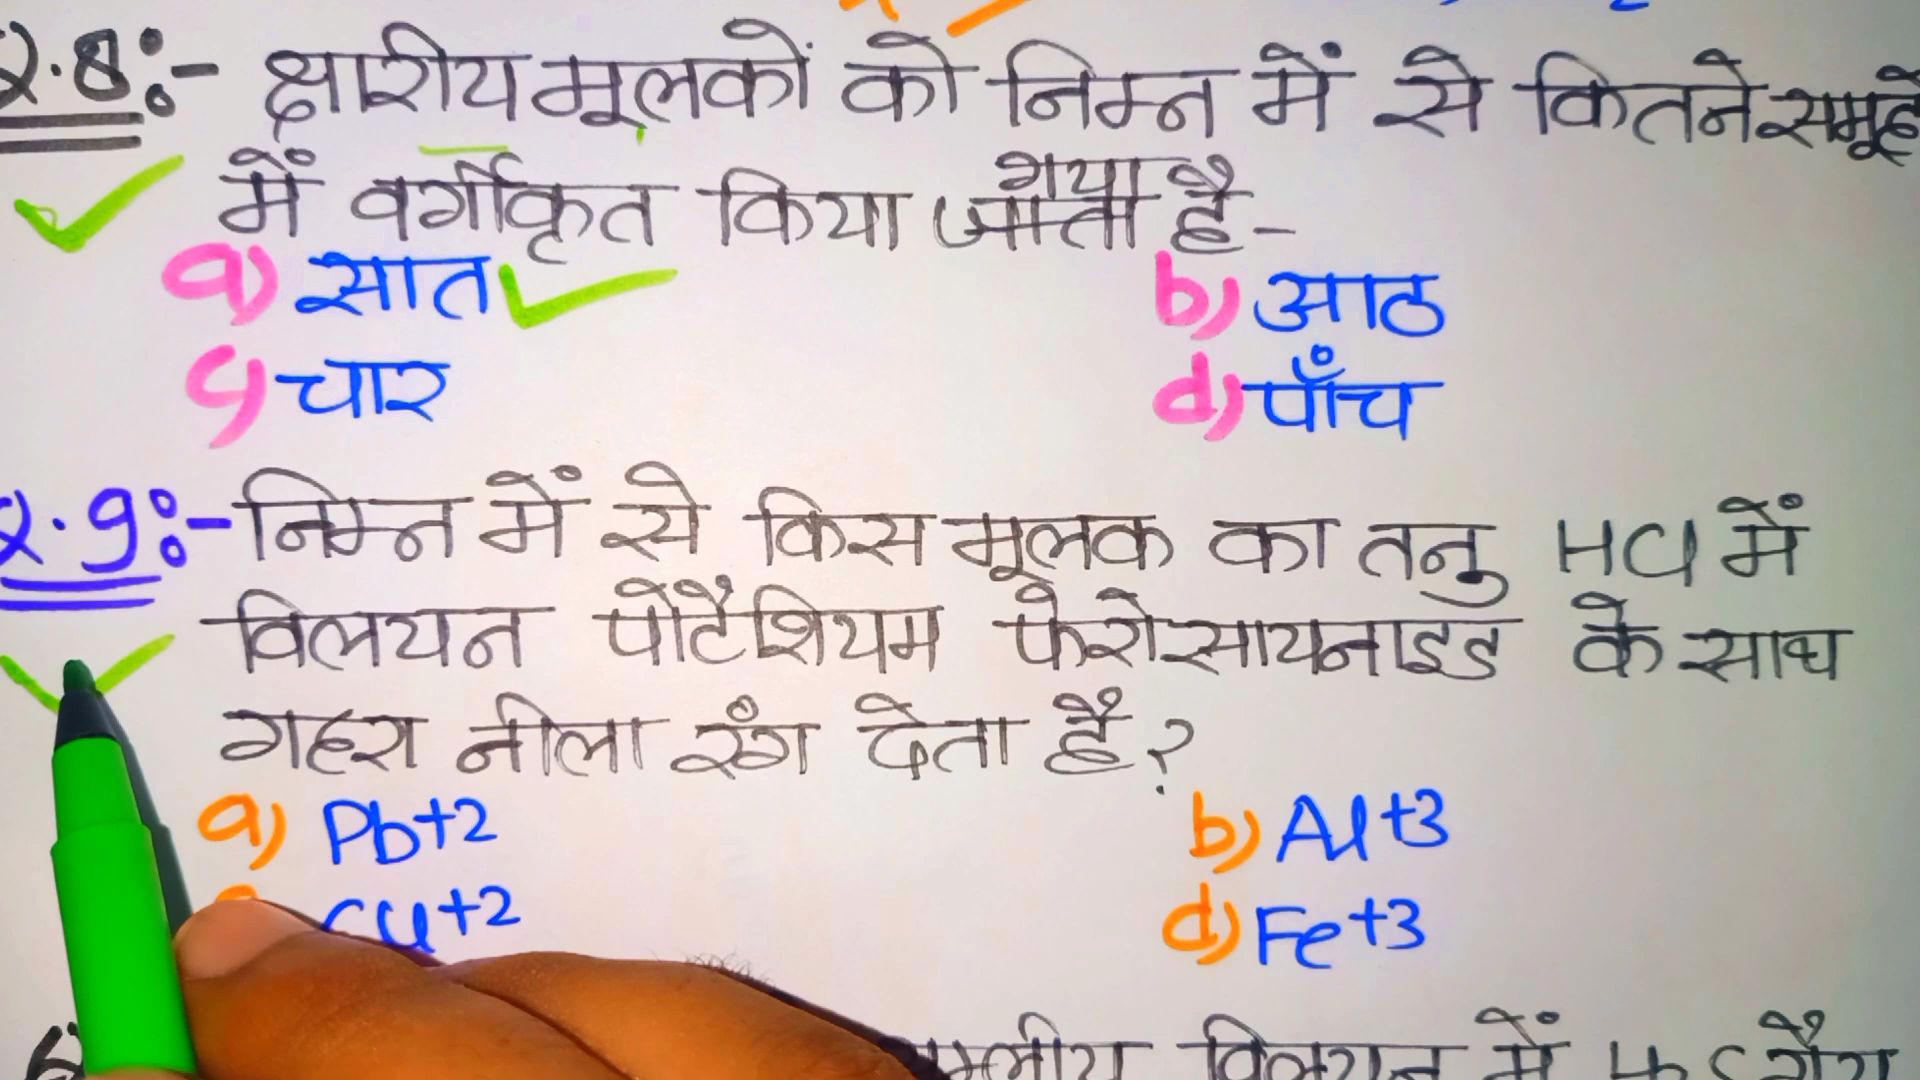 Q.8:- क्षारीय मूलकों को निम्न में से कितने समूहों
में वर्गीकृत किया जाता गया है-
a) सात b) आठ
c) चार d) पाँच
Q.9:- निम्न में से किस मूलक का तनु HCl में
विलयन पोटैशियम फेरोसायनाइड के साथ
गहरा नीला रंग देता है?
a) Pb+2 b) Al+3
Cu+2 d) Fe+3
विलयन में